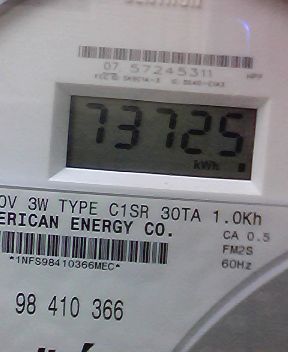 07 57245311
73725
kWh
0V 3W TYPE C1SR 30TA 1.0Kh
ERICAN ENERGY CO.
CA 0.5
FM2S
60Hz
*1NFS98410366MEC*
98 410 366